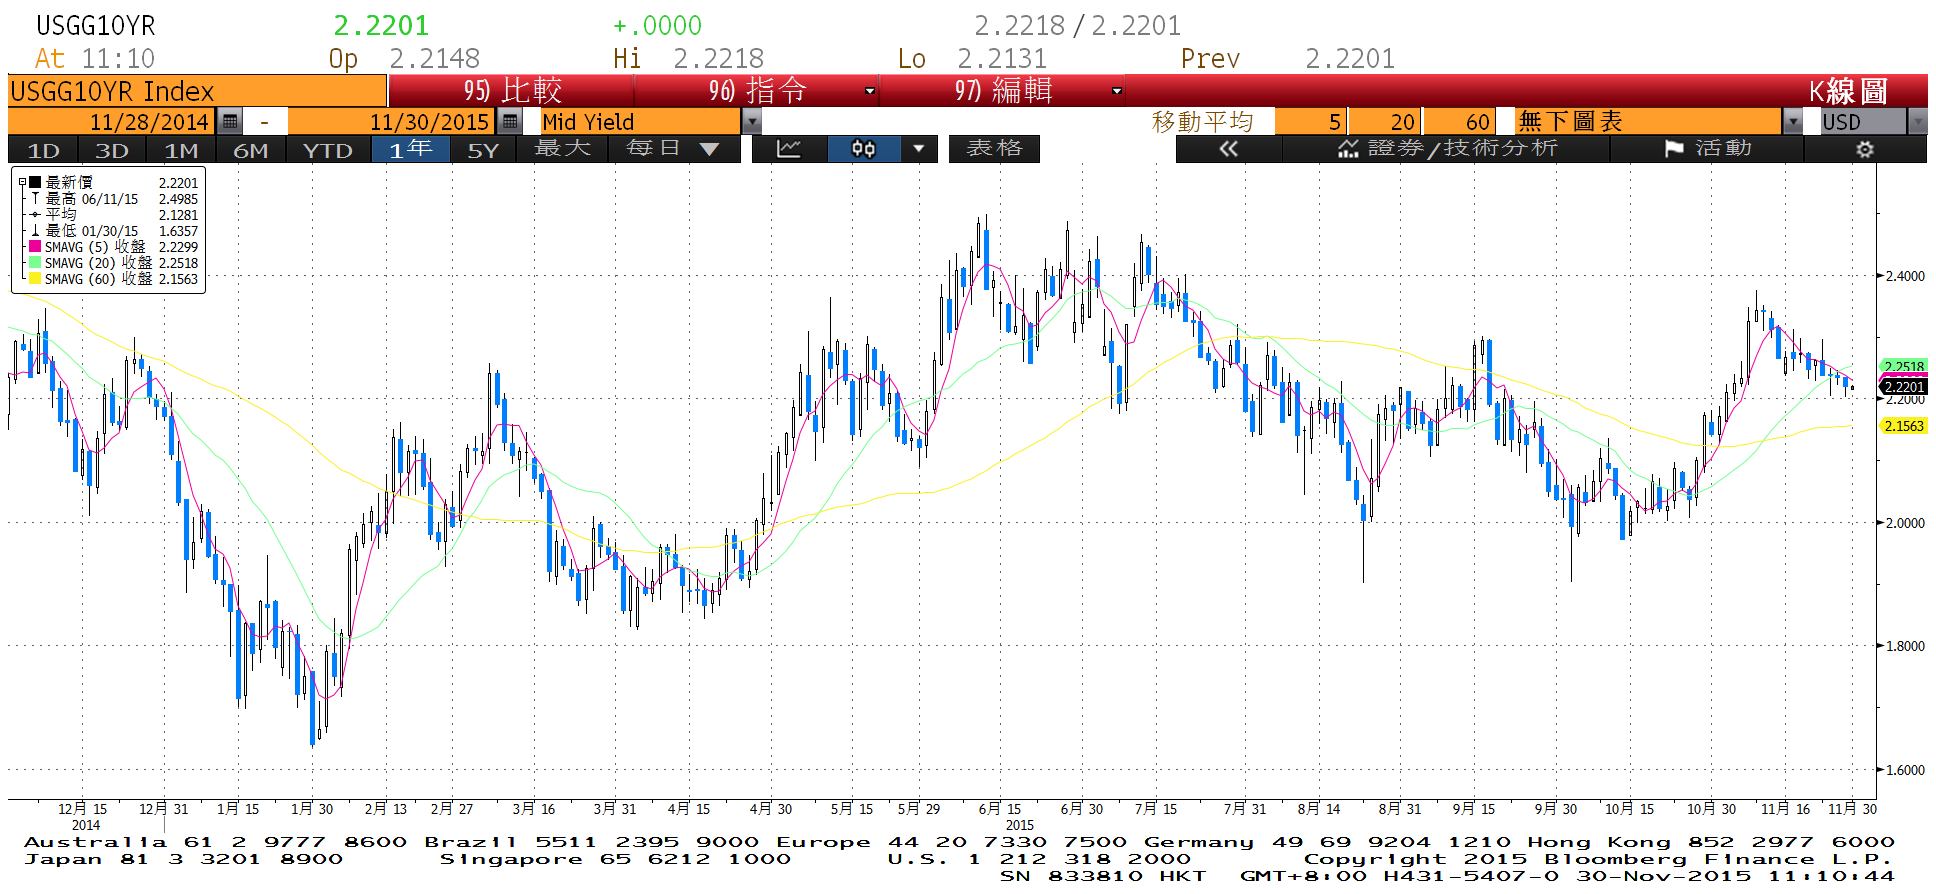 USGG10YR 2.2201 +.0000 2.2218 / 2.2201
At 11:10 Op 2.2148 Hi 2.2218 Lo 2.2131 Prev 2.2201
USGG10YR Index 95) 比較 96) 指令 97) 編輯 K線圖
11/28/2014 - 11/30/2015 Mid Yield 移動平均 5 20 60 無下圖表 USD
1D 3D 1M 6M YTD 1年 5Y 最大 每日 表格 « 證券/技術分析 活動
最新價 2.2201
最高 06/11/15 2.4985
平均 2.1281
最低 01/30/15 1.6357
SMAVG (5) 收盤 2.2299
SMAVG (20) 收盤 2.2518
SMAVG (60) 收盤 2.1563
2.4000
2.2518
2.2201
2.2000
2.1563
2.0000
1.8000
1.6000
12月 15 12月 31 1月 15 1月 30 2月 13 2月 27 3月 16 3月 31 4月 15 4月 30 5月 15 5月 29 6月 15 6月 30 7月 15 7月 31 8月 14 8月 31 9月 15 9月 30 10月 15 10月 30 11月 16 11月 30
2014 2015
Australia 61 2 9777 8600 Brazil 5511 2395 9000 Europe 44 20 7330 7500 Germany 49 69 9204 1210 Hong Kong 852 2977 6000
Japan 81 3 3201 8900 Singapore 65 6212 1000 U.S. 1 212 318 2000 Copyright 2015 Bloomberg Finance L.P.
SN 833810 HKT GMT+8:00 H431-5407-0 30-Nov-2015 11:10:44